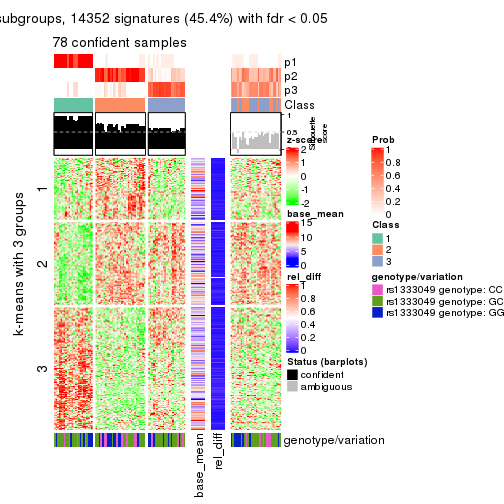 subgroups, 14352 signatures (45.4%) with fdr < 0.05
78 confident samples
p1
p2
p3
Class
1
0.5
0
Silhouette
score
k-means with 3 groups
1
2
3
base_mean
rel_diff
genotype/variation
z-score
2
1
0
-1
-2
base_mean
15
10
5
0
rel_diff
1
0.8
0.6
0.4
0.2
0
Status (barplots)
confident
ambiguous
Prob
1
0.8
0.6
0.4
0.2
0
Class
1
2
3
genotype/variation
rs1333049 genotype: CC
rs1333049 genotype: GC
rs1333049 genotype: GG